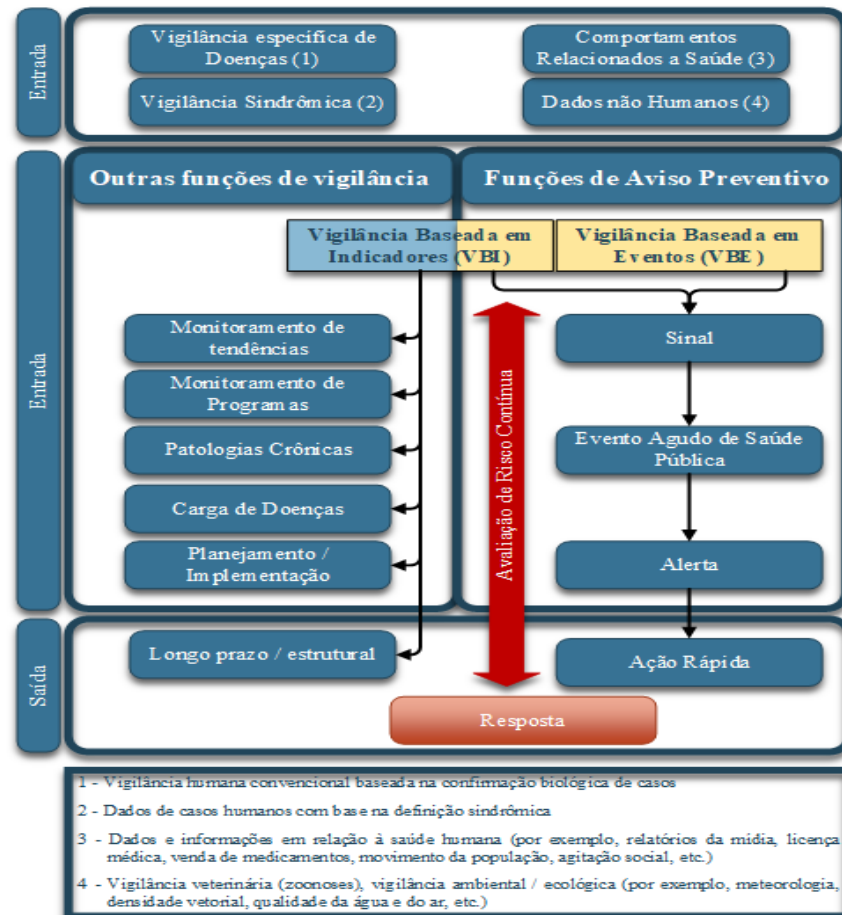 Entrada
Vigilância especifica de
Doenças (1)
Comportamentos
Relacionados a Saúde (3)
Vigilância Sindrômica (2)
Dados não Humanos (4)
Entrada
Outras funções de vigilância
Funções de Aviso Preventivo
Vigilância Baseada em
Indicadores (VBI)
Vigilância Baseada em
Eventos (VBE )
Monitoramento de
tendências
Monitoramento de
Programas
Patologias Crônicas
Carga de Doenças
Planejamento /
Implementação
Avaliação de Risco Contínua
Sinal
Evento Agudo de Saúde
Pública
Alerta
Saída
Longo prazo / estrutural
Ação Rápida
Resposta
1 - Vigilância humana convencional baseada na confirmação biológica de casos
2 - Dados de casos humanos com base na definição sindrômica
3 - Dados e informações em relação à saúde humana (por exemplo, relatórios da mídia, licença
médica, venda de medicamentos, movimento da população, agitação social, etc.)
4 - Vigilância veterinária (zoonoses), vigilância ambiental / ecológica (por exemplo, meteorologia,
densidade vetorial, qualidade da água e do ar, etc.)